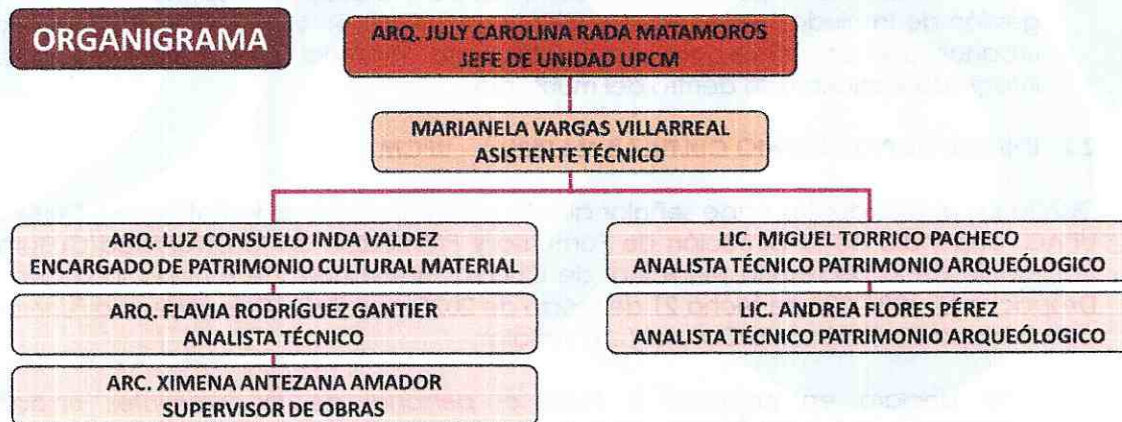 ORGANIGRAMA
ARQ. JULY CAROLINA RADA MATAMOROS
JEFE DE UNIDAD UPCM
MARIANELA VARGAS VILLARREAL
ASISTENTE TÉCNICO
ARQ. LUZ CONSUELO INDA VALDEZ
ENCARGADO DE PATRIMONIO CULTURAL MATERIAL
ARQ. FLAVIA RODRÍGUEZ GANTIER
ANALISTA TÉCNICO
ARC. XIMENA ANTEZANA AMADOR
SUPERVISOR DE OBRAS
LIC. MIGUEL TORRICO PACHECO
ANALISTA TÉCNICO PATRIMONIO ARQUEÓLOGICO
LIC. ANDREA FLORES PÉREZ
ANALISTA TÉCNICO PATRIMONIO ARQUEÓLOGICO